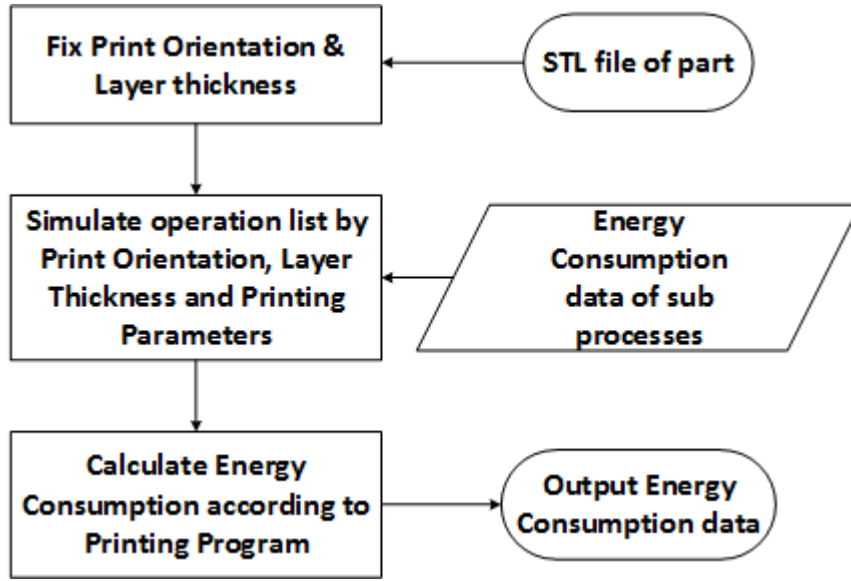 Fix Print Orientation &
Layer thickness
STL file of part
Simulate operation list by
Print Orientation, Layer
Thickness and Printing
Parameters
Energy
Consumption
data of sub
processes
Calculate Energy
Consumption according to
Printing Program
Output Energy
Consumption data